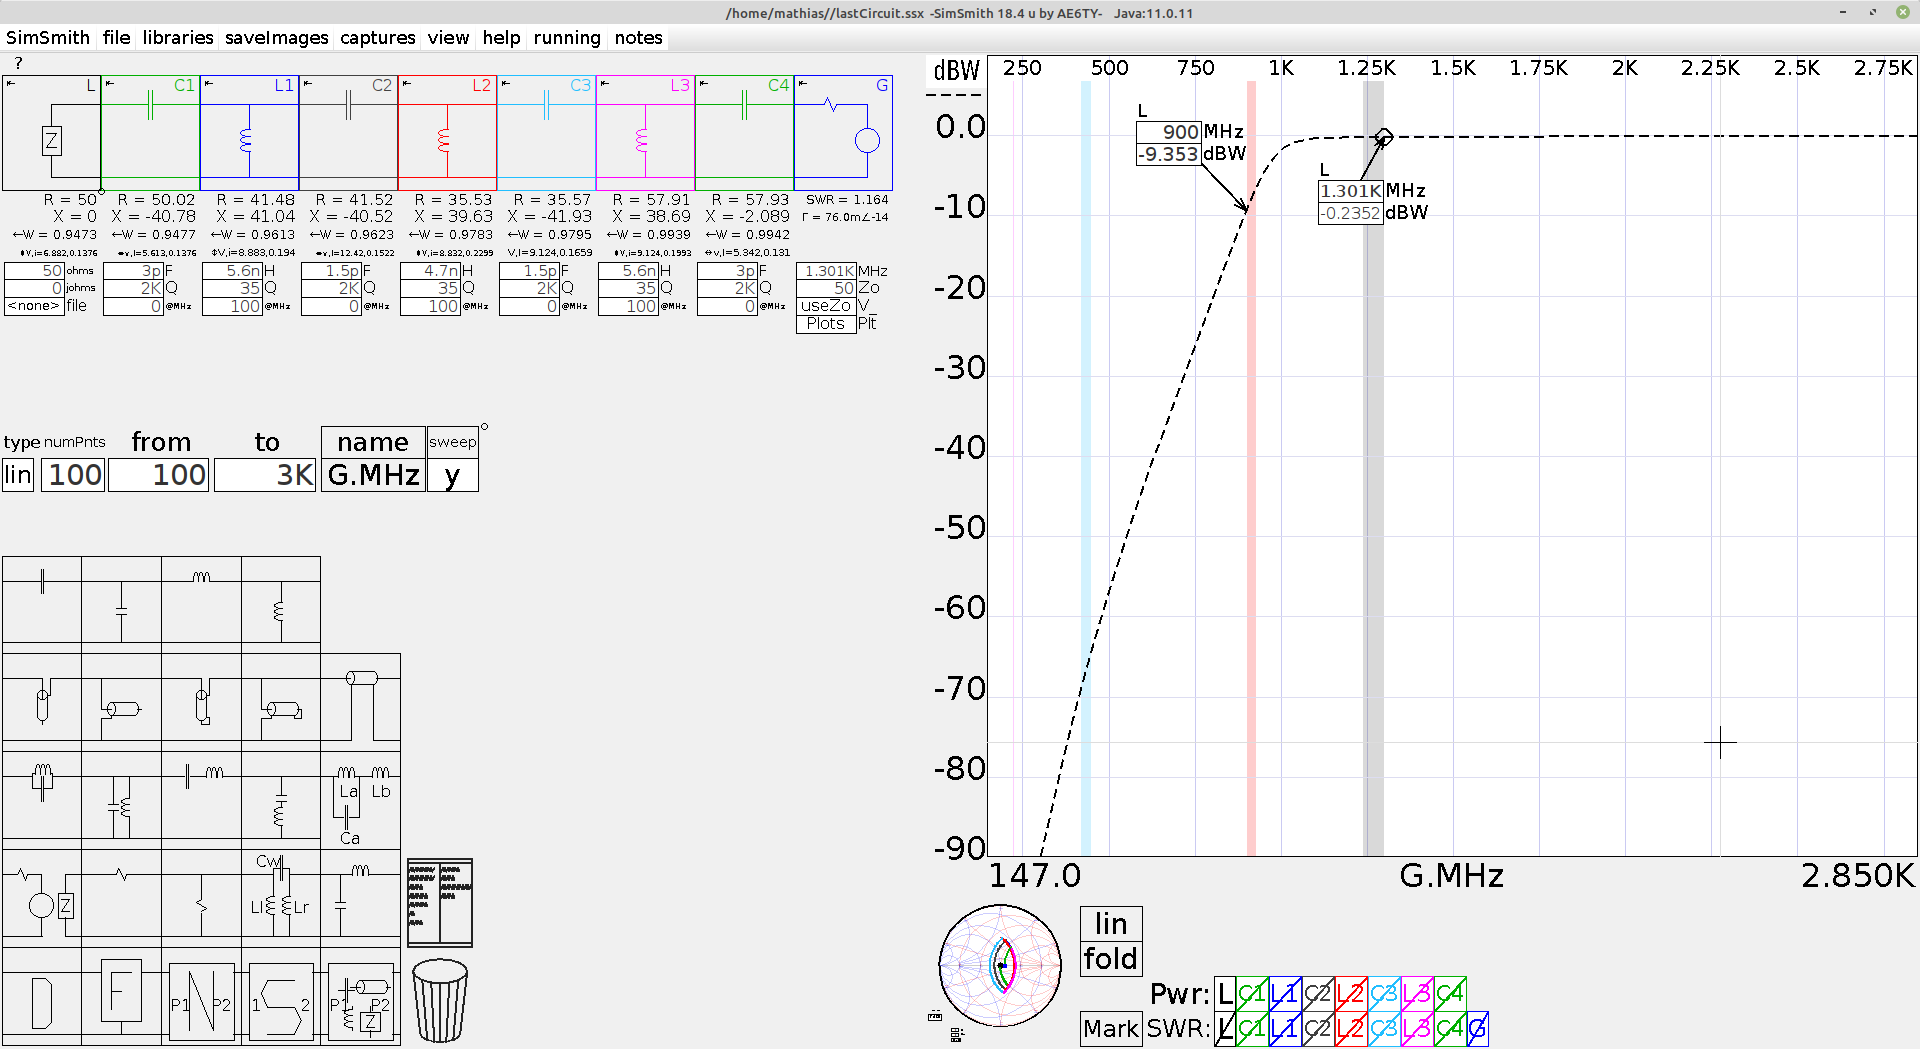 /home/mathias//lastCircuit.ssx -SimSmith 18.4 u by AE6TY- Java:11.0.11
SimSmith file libraries saveImages captures view help running notes
?
L C1 L1 C2 L2 C3 L3 C4 G
Z
R = 50 R = 50.02 R = 41.48 R = 41.52 R = 35.53 R = 35.57 R = 57.91 R = 57.93 SWR = 1.164
X = 0 X = -40.78 X = 41.04 X = -40.52 X = 39.63 X = -41.93 X = 38.69 X = -2.089 Γ = 76.0m∠-14
←W = 0.9473 ←W = 0.9477 ←W = 0.9613 ←W = 0.9623 ←W = 0.9783 ←W = 0.9795 ←W = 0.9939 ←W = 0.9942
V,i=6.882,0.1376 v,I=5.613,0.1376 V,i=8.883,0.194 v,I=12.42,0.1522 V,i=8.832,0.2299 V,I=9.124,0.1659 V,i=9.124,0.1993 v,I=5.342,0.131
50 ohms 3p F 5.6n H 1.5p F 4.7n H 1.5p F 5.6n H 3p F 1.301K MHz
0 johms 2K Q 35 Q 2K Q 35 Q 2K Q 35 Q 2K Q 50 Zo
<none> file 0 @MHz 100 @MHz 0 @MHz 100 @MHz 0 @MHz 100 @MHz 0 @MHz useZo V
Plots Plt
type numPnts from to name sweep
lin 100 100 3K G.MHz y
La Lb
Ca
Cw
Z Ll Lr
D F P1 N P2 1 S 2 P1 P2
Z
dBW 250 500 750 1K 1.25K 1.5K 1.75K 2K 2.25K 2.5K 2.75K
0.0
-10
-20
-30
-40
-50
-60
-70
-80
-90
L
900 MHz
-9.353 dBW
L
1.301K MHz
-0.2352 dBW
147.0 G.MHz 2.850K
lin
fold
Pwr: L C1 L1 C2 L2 C3 L3 C4
Mark SWR: L C1 L1 C2 L2 C3 L3 C4 G